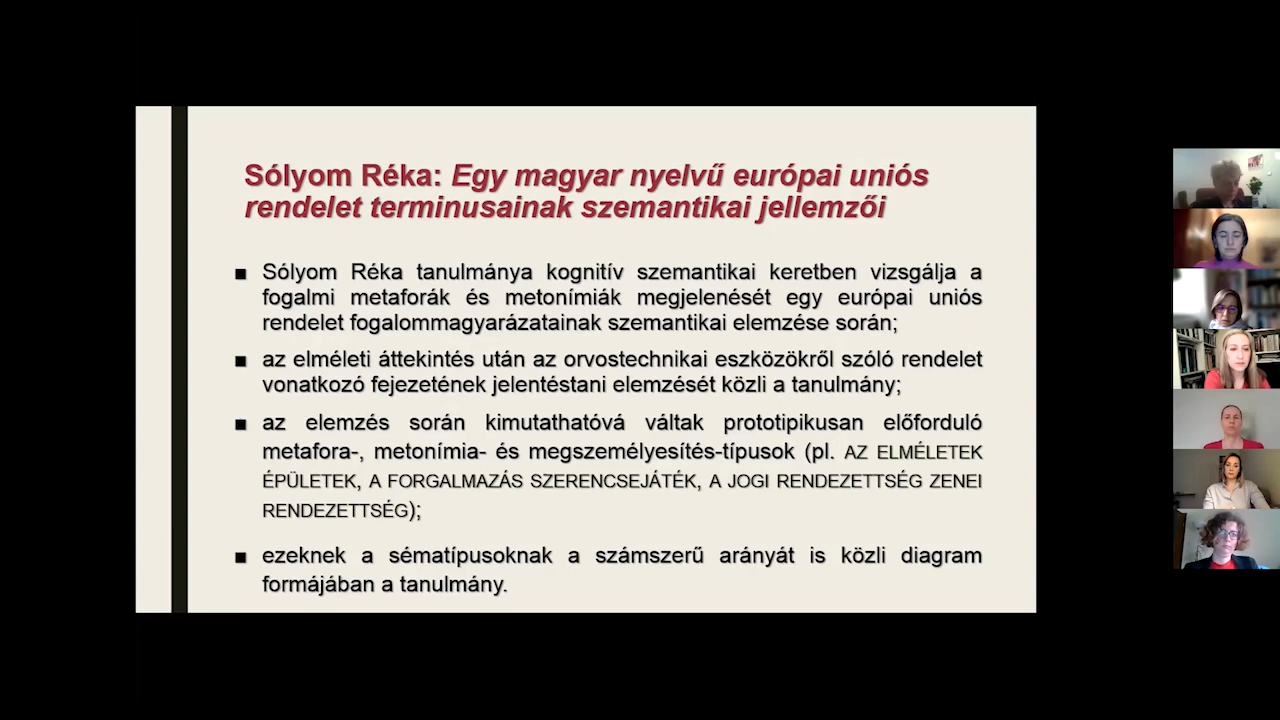 Sólyom Réka: Egy magyar nyelvű európai uniós
rendelet terminusainak szemantikai jellemzői
■ Sólyom Réka tanulmánya kognitív szemantikai keretben vizsgálja a
fogalmi metaforák és metonímiák megjelenését egy európai uniós
rendelet fogalommagyarázatainak szemantikai elemzése során;
■ az elméleti áttekintés után az orvostechnikai eszközökről szóló rendelet
vonatkozó fejezetének jelentéstani elemzését közli a tanulmány;
■ az elemzés során kimutathatóvá váltak prototipikusan előforduló
metafora-, metonímia- és megszemélyesítés-típusok (pl. AZ ELMÉLETEK
ÉPÜLETEK, A FORGALMAZÁS SZERENCSEJÁTÉK, A JOGI RENDEZETTSÉG ZENEI
RENDEZETTSÉG);
■ ezeknek a sématípusoknak a számszerű arányát is közli diagram
formájában a tanulmány.